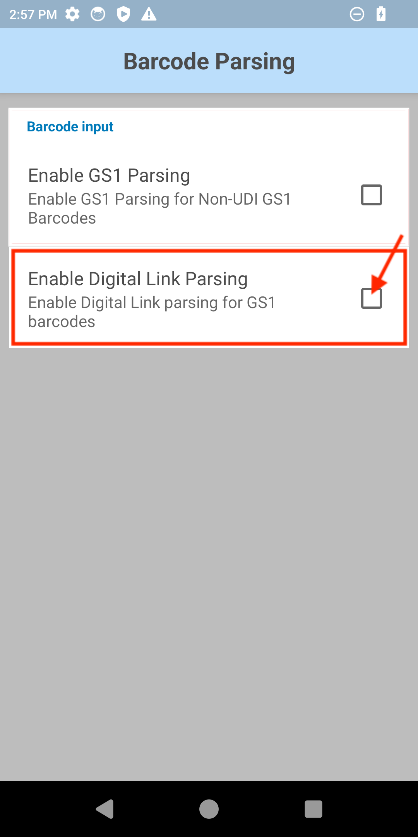 2:57 PM
Barcode Parsing
Barcode input
Enable GS1 Parsing
Enable GS1 Parsing for Non-UDI GS1
Barcodes
Enable Digital Link Parsing
Enable Digital Link parsing for GS1
barcodes